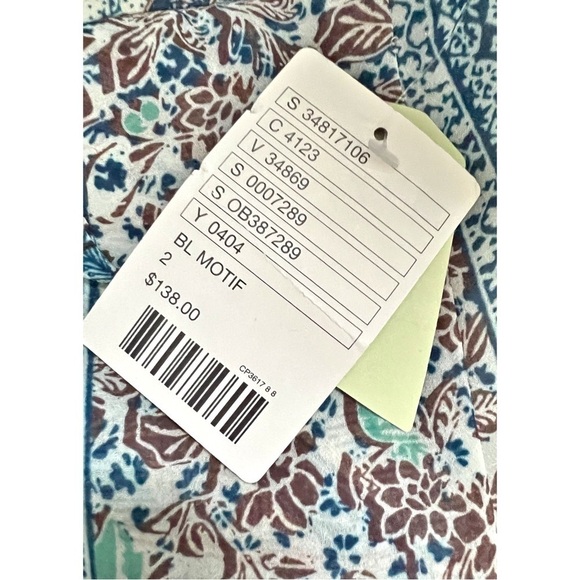 S 34817106
C 4123
V 34869
S 0007289
S OB387289
Y 0404
BL MOTIF
2
$138.00
CP3617 8 8